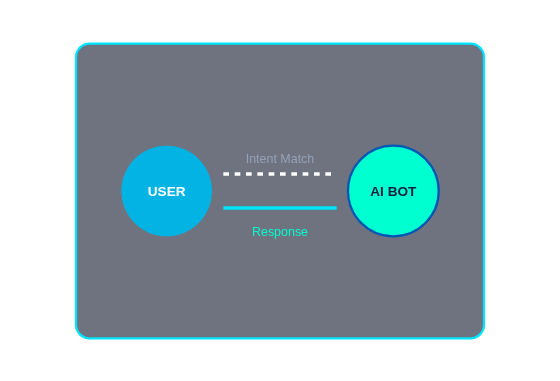 Intent Match
USER
AI BOT
Response